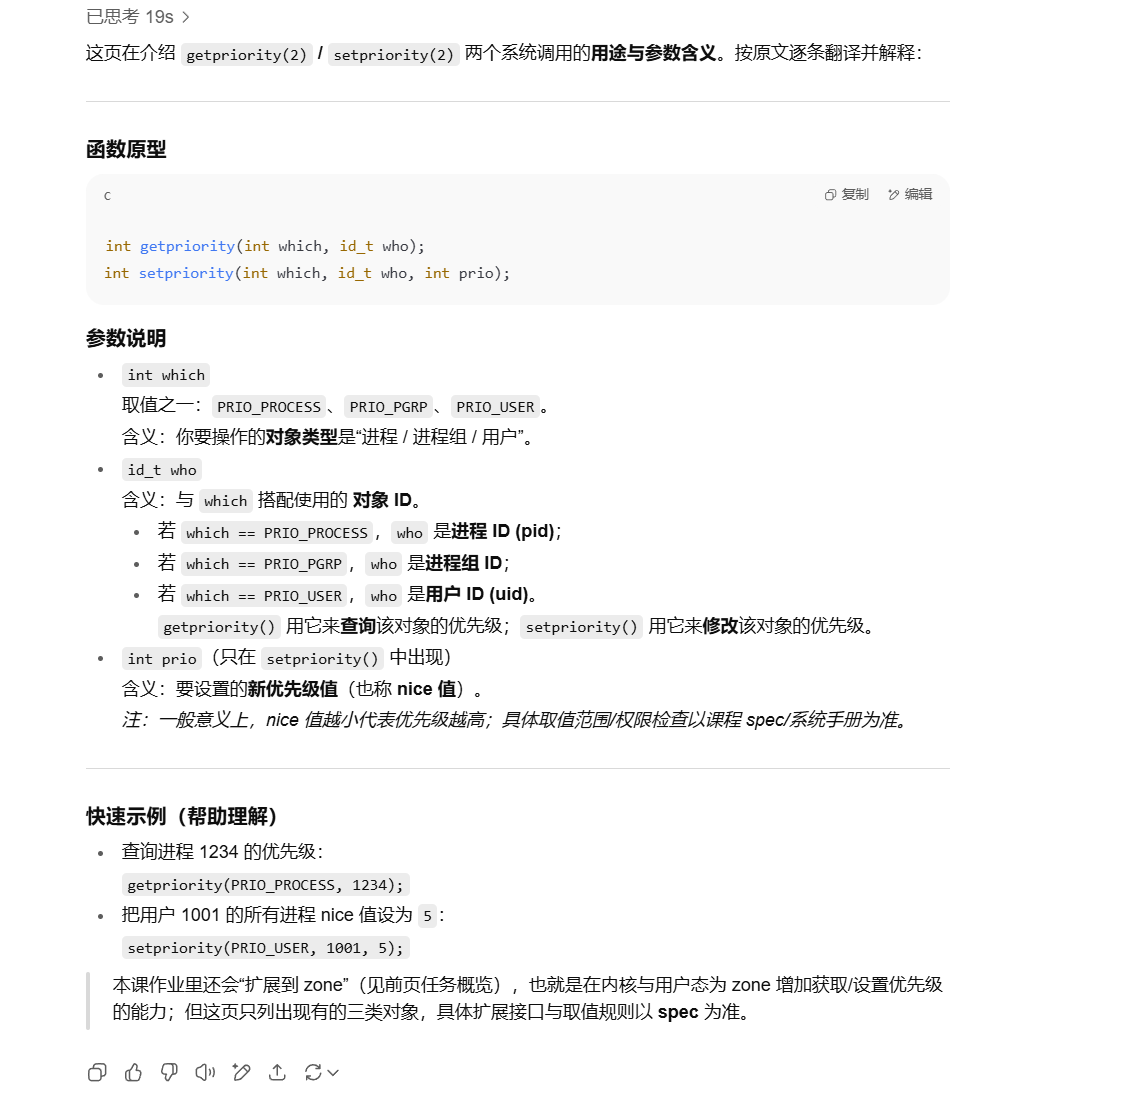 已思考 19s >
这页在介绍 getpriority(2) / setpriority(2) 两个系统调用的用途与参数含义。按原文逐条翻译并解释：
函数原型
c
复制
编辑
int getpriority(int which, id_t who);
int setpriority(int which, id_t who, int prio);
参数说明
• int which
取值之一：PRIO_PROCESS、PRIO_PGRP、PRIO_USER。
含义：你要操作的对象类型是“进程 / 进程组 / 用户”。
• id_t who
含义：与 which 搭配使用的 对象 ID。
• 若 which == PRIO_PROCESS，who 是进程 ID (pid)；
• 若 which == PRIO_PGRP，who 是进程组 ID；
• 若 which == PRIO_USER，who 是用户 ID (uid)。
getpriority() 用它来查询该对象的优先级；setpriority() 用它来修改该对象的优先级。
• int prio（只在 setpriority() 中出现）
含义：要设置的新优先级值（也称 nice 值）。
注：一般意义上，nice 值越小代表优先级越高；具体取值范围/权限检查以课程 spec/系统手册为准。
快速示例（帮助理解）
• 查询进程 1234 的优先级：
getpriority(PRIO_PROCESS, 1234);
• 把用户 1001 的所有进程 nice 值设为 5：
setpriority(PRIO_USER, 1001, 5);
本课作业里还会“扩展到 zone”（见前页任务概览），也就是在内核与用户态为 zone 增加获取/设置优先级
的能力；但这页只列出现有的三类对象，具体扩展接口与取值规则以 spec 为准。